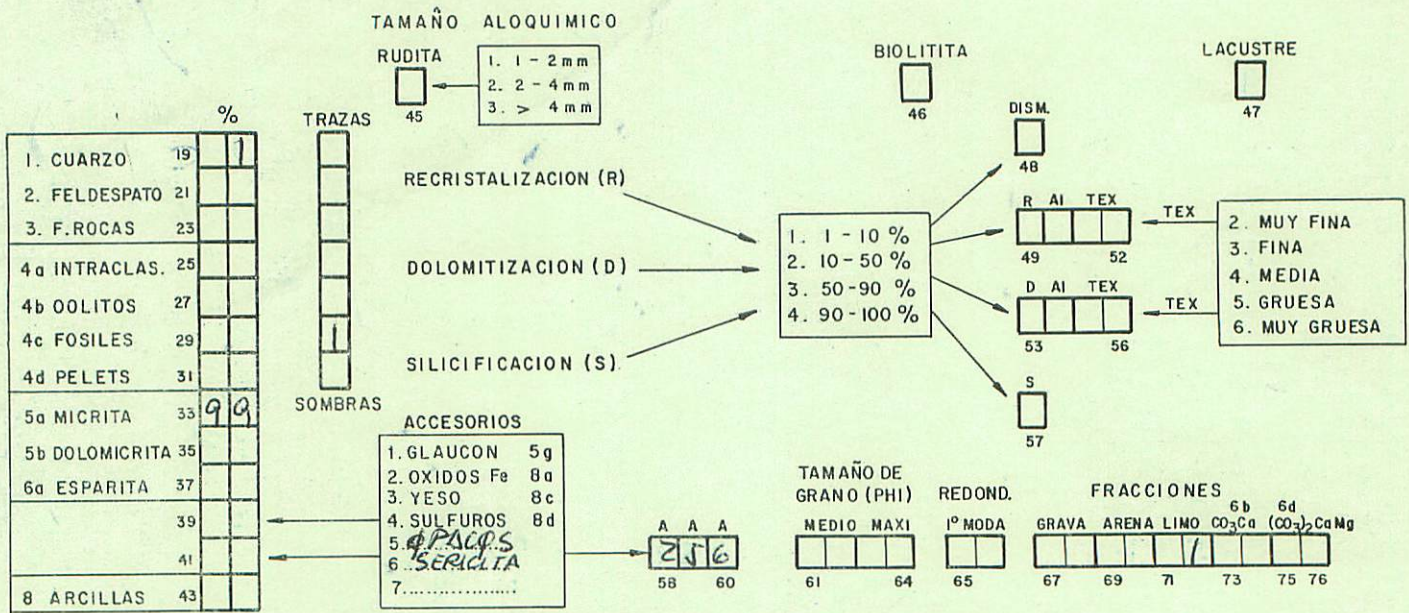 TAMAÑO ALOQUIMICO
RUDITA
45
1. 1 - 2 mm
2. 2 - 4 mm
3. > 4 mm
BIOLITITA
46
LACUSTRE
47
%
TRAZAS
DISM.
48
1. CUARZO 19 1
2. FELDESPATO 21
3. F.ROCAS 23
4a INTRACLAS. 25
4b OOLITOS 27
4c FOSILES 29 1
4d PELETS 31
5a MICRITA 33 9 9
5b DOLOMICRITA 35
6a ESPARITA 37
39
41
8 ARCILLAS 43
SOMBRAS
RECRISTALIZACION (R)
DOLOMITIZACION (D)
SILICIFICACION (S)
1. 1 - 10 %
2. 10 - 50 %
3. 50 - 90 %
4. 90 - 100 %
R AI TEX
49 52
TEX
D AI TEX
53 56
TEX
2. MUY FINA
3. FINA
4. MEDIA
5. GRUESA
6. MUY GRUESA
S
57
ACCESORIOS
1. GLAUCON 5g
2. OXIDOS Fe 8a
3. YESO 8c
4. SULFUROS 8d
5. OPACOS
6. SERICITA
7.................
A A A
2 5 6
58 60
TAMAÑO DE
GRANO (PHI)
MEDIO MAXI
61 64
REDOND.
1º MODA
65
FRACCIONES
6b 6d
GRAVA ARENA LIMO CO3Ca (CO3)2CaMg
1
67 69 71 73 75 76